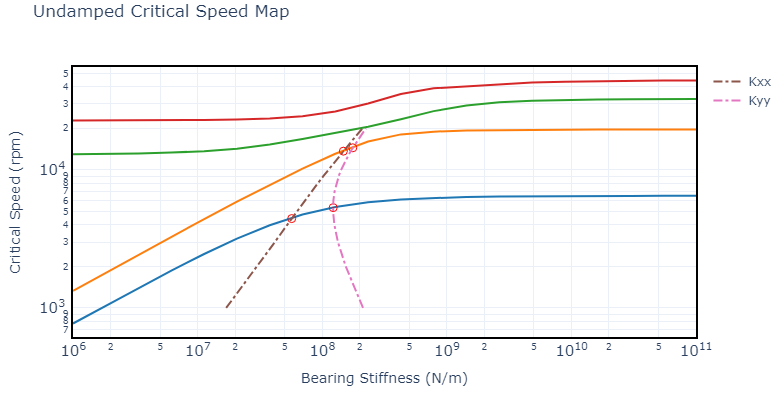 Undamped Critical Speed Map
Kxx
Kyy
Critical Speed (rpm)
5
4
3
2
10⁴
9
8
7
6
5
4
3
2
10³
9
8
7
10⁶ 2 5 10⁷ 2 5 10⁸ 2 5 10⁹ 2 5 10¹⁰ 2 5 10¹¹
Bearing Stiffness (N/m)